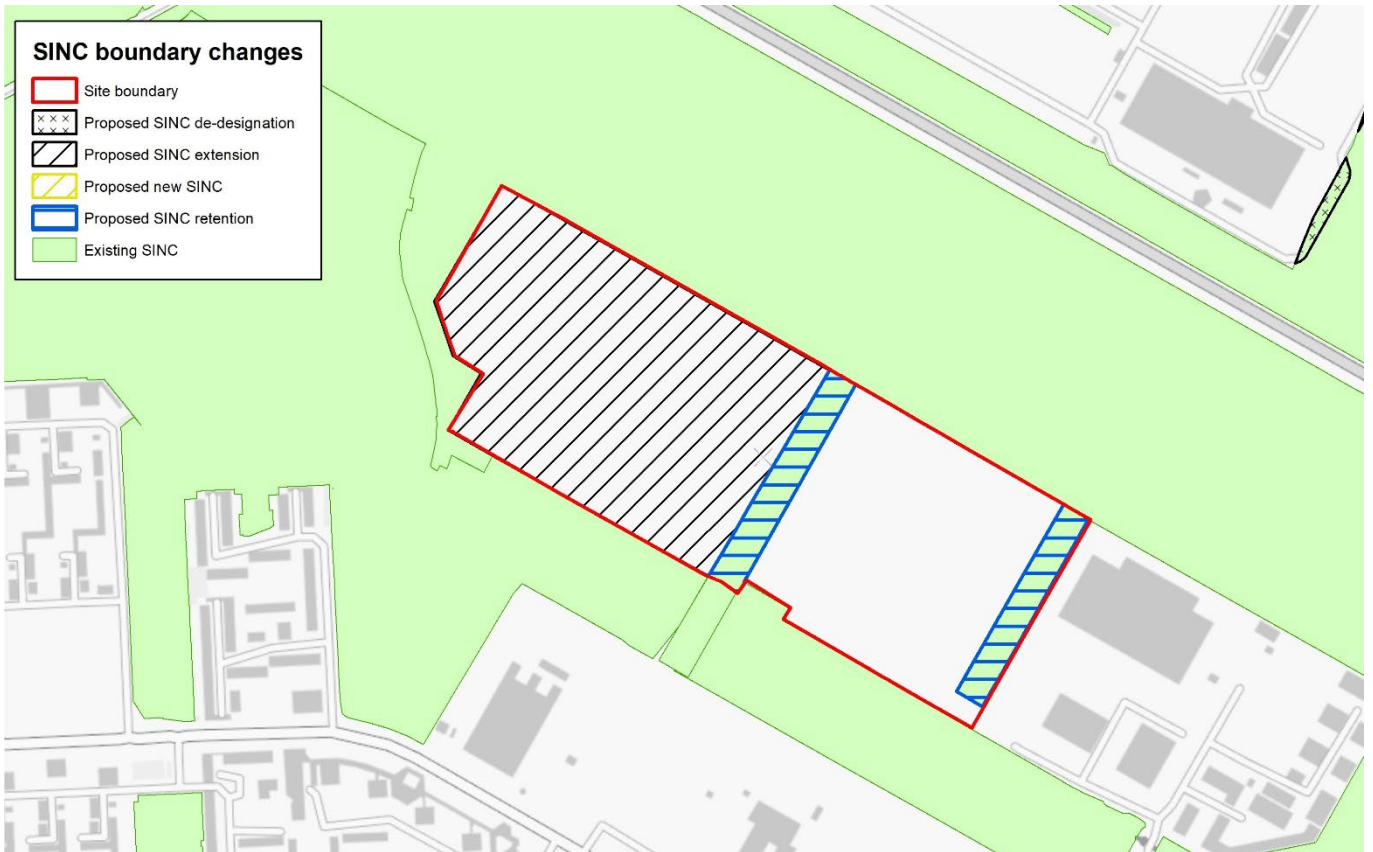 SINC boundary changes
Site boundary
Proposed SINC de-designation
Proposed SINC extension
Proposed new SINC
Proposed SINC retention
Existing SINC